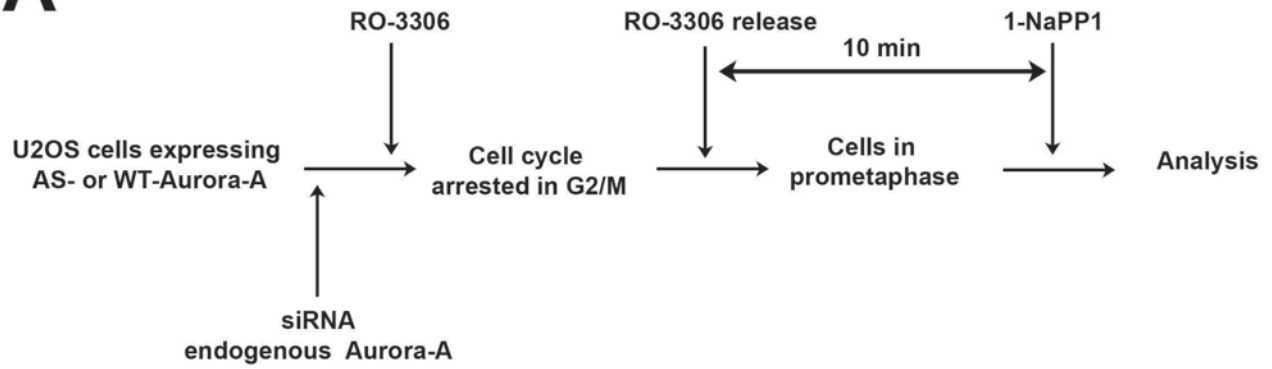 A
RO-3306
RO-3306 release
1-NaPP1
10 min
U2OS cells expressing
AS- or WT-Aurora-A
Cell cycle
arrested in G2/M
Cells in
prometaphase
Analysis
siRNA
endogenous Aurora-A